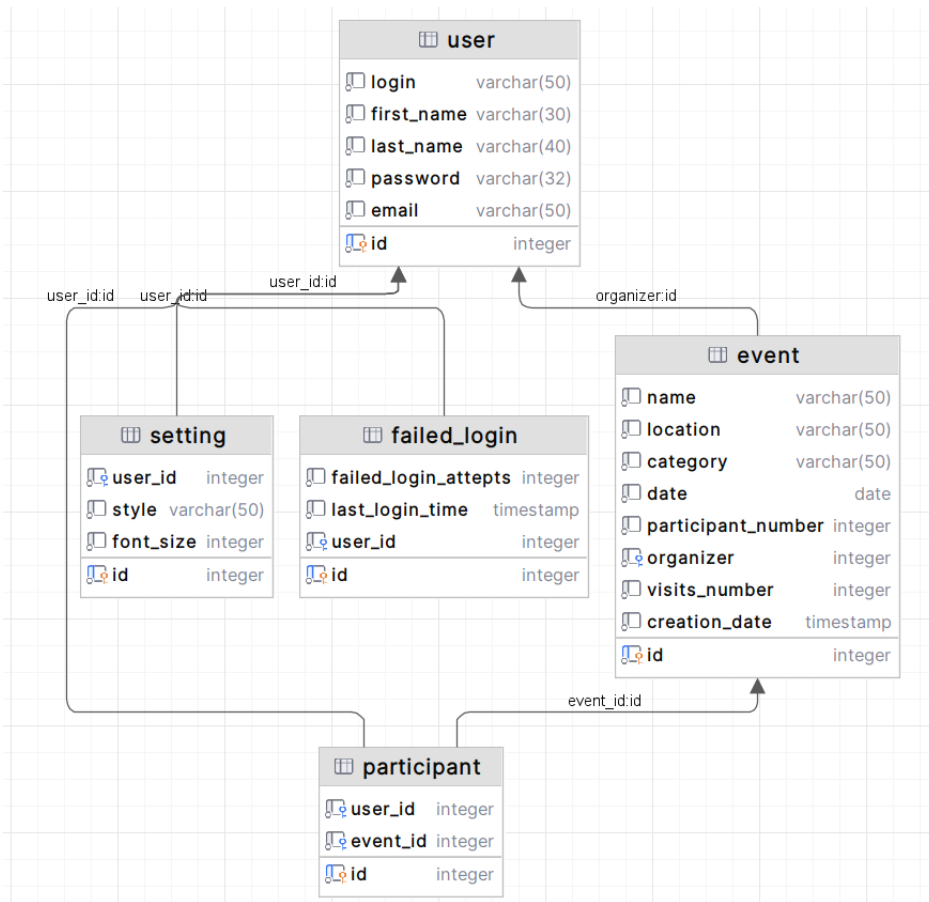 user
login varchar(50)
first_name varchar(30)
last_name varchar(40)
password varchar(32)
email varchar(50)
id integer
user_id:id
user_id:id
user_id:id
organizer:id
event
name varchar(50)
location varchar(50)
category varchar(50)
date date
participant_number integer
organizer integer
visits_number integer
creation_date timestamp
id integer
setting
user_id integer
style varchar(50)
font_size integer
id integer
failed_login
failed_login_attepts integer
last_login_time timestamp
user_id integer
id integer
event_id:id
participant
user_id integer
event_id integer
id integer